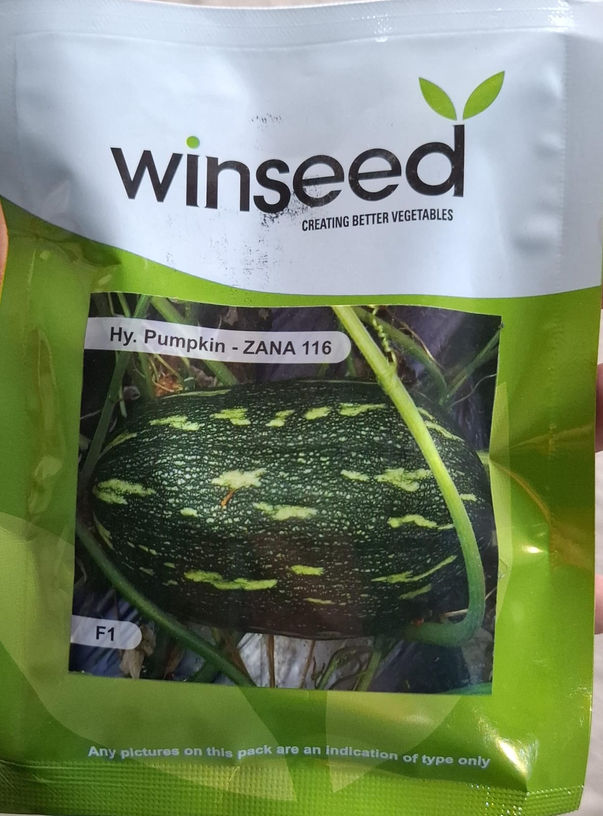 winseed
CREATING BETTER VEGETABLES
Hy. Pumpkin - ZANA 116
F1
Any pictures on this pack are an indication of type only